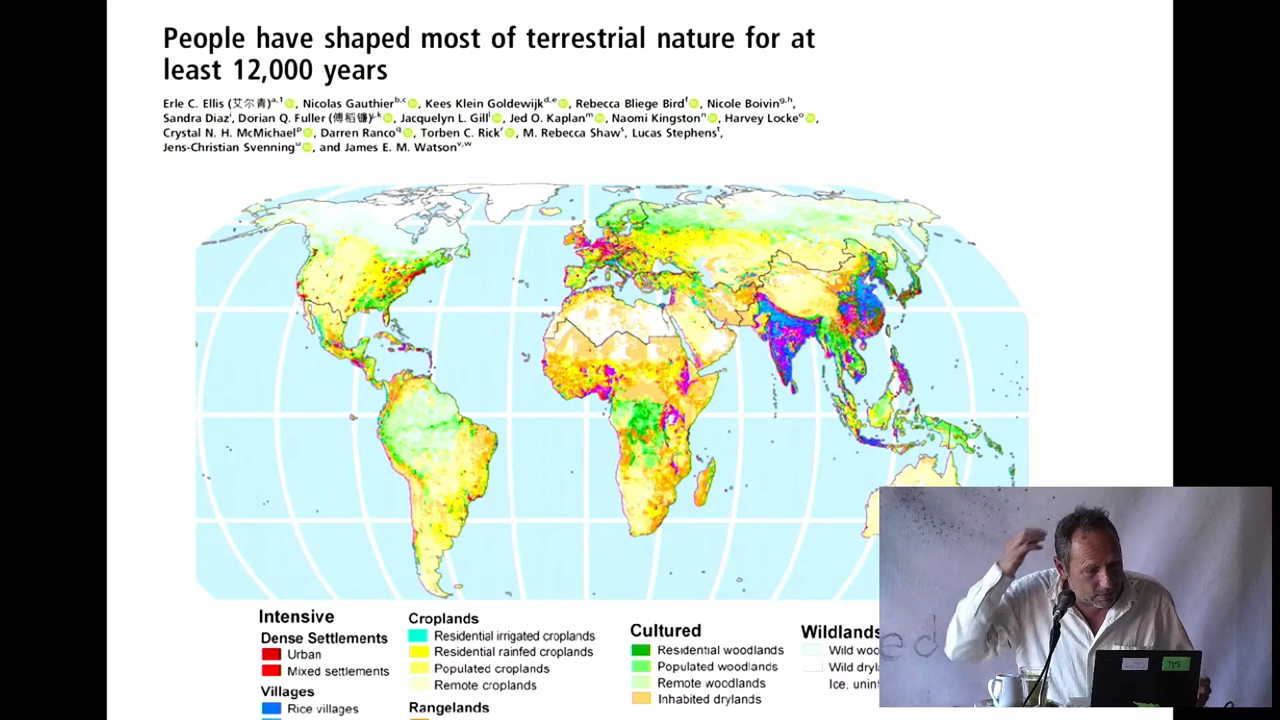 People have shaped most of terrestrial nature for at
least 12,000 years
Erle C. Ellis (艾尔青)a,1, Nicolas Gauthierb,c, Kees Klein Goldewijkd,e, Rebecca Bliege Birdf, Nicole Boiving,h,
Sandra Díazi, Dorian Q. Fuller (傅稻镰)j,k, Jacquelyn L. Gilll, Jed O. Kaplanm, Naomi Kingstonn, Harvey Lockeo,
Crystal N. H. McMichaelp, Darren Rancoq, Torben C. Rickr, M. Rebecca Shaws, Lucas Stephenst,
Jens-Christian Svenningu, and James E. M. Watsonv,w
Intensive
Dense Settlements
Urban
Mixed settlements
Villages
Rice villages
Croplands
Residential irrigated croplands
Residential rainfed croplands
Populated croplands
Remote croplands
Rangelands
Cultured
Residential woodlands
Populated woodlands
Remote woodlands
Inhabited drylands
Wildlands
Wild woo
Wild dryl
Ice, unin
ed